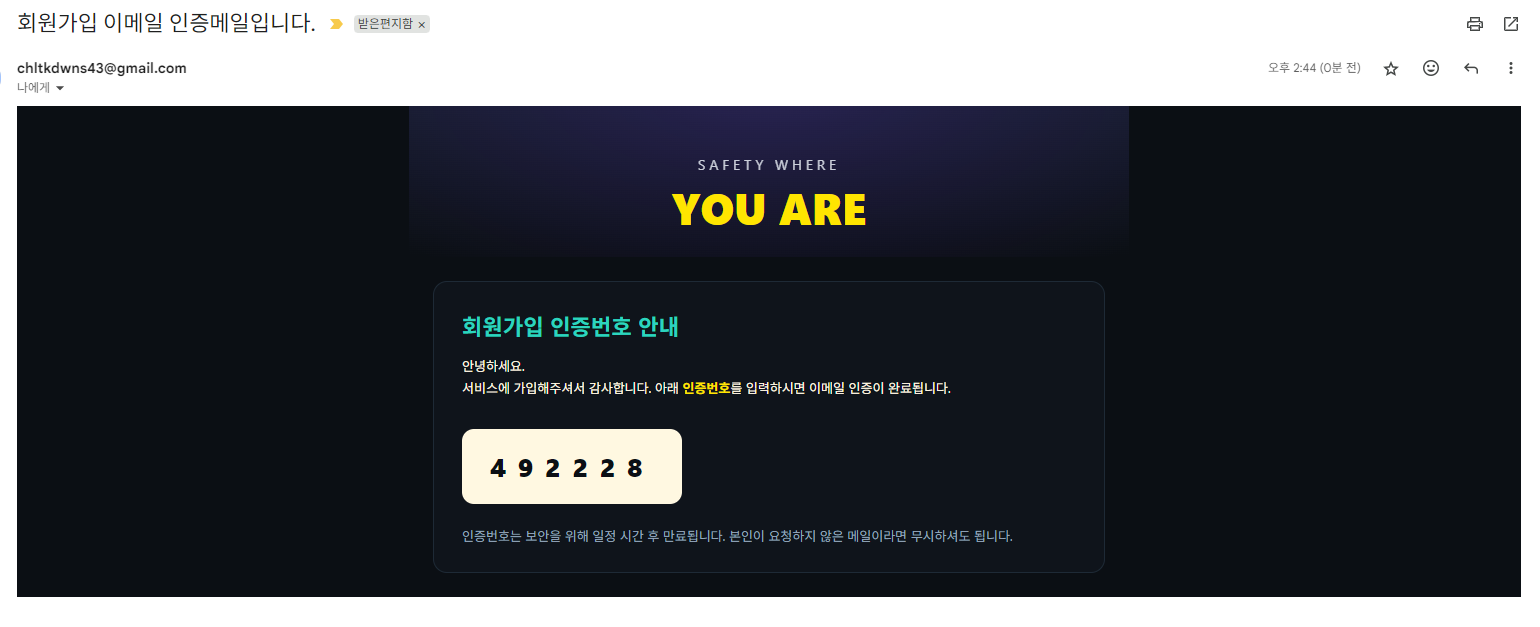 회원가입 이메일 인증메일입니다.
받은편지함 ×
chltkdwns43@gmail.com
오후 2:44 (0분 전)
나에게
SAFETY WHERE
YOU ARE
회원가입 인증번호 안내
안녕하세요.
서비스에 가입해주셔서 감사합니다. 아래 인증번호를 입력하시면 이메일 인증이 완료됩니다.
492228
인증번호는 보안을 위해 일정 시간 후 만료됩니다. 본인이 요청하지 않은 메일이라면 무시하셔도 됩니다.